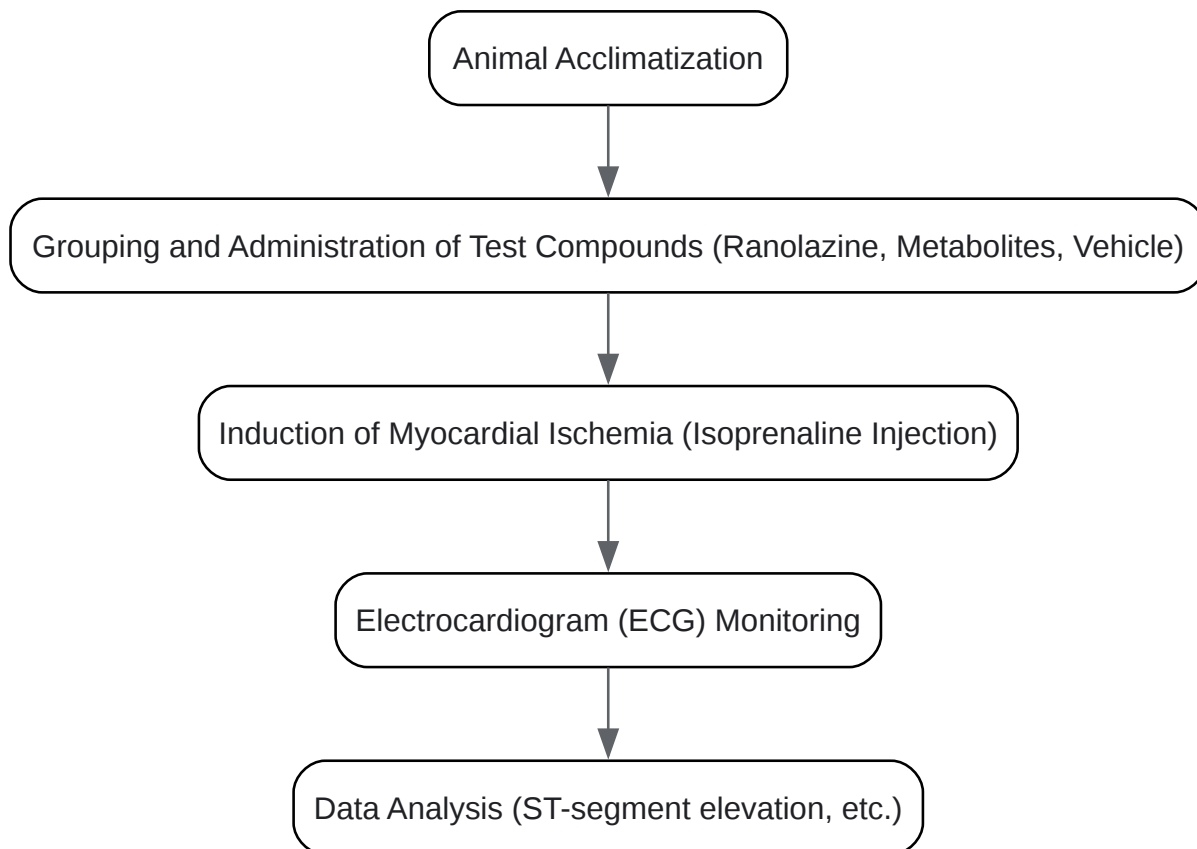 Animal Acclimatization
Grouping and Administration of Test Compounds (Ranolazine, Metabolites, Vehicle)
Induction of Myocardial Ischemia (Isoprenaline Injection)
Electrocardiogram (ECG) Monitoring
Data Analysis (ST-segment elevation, etc.)